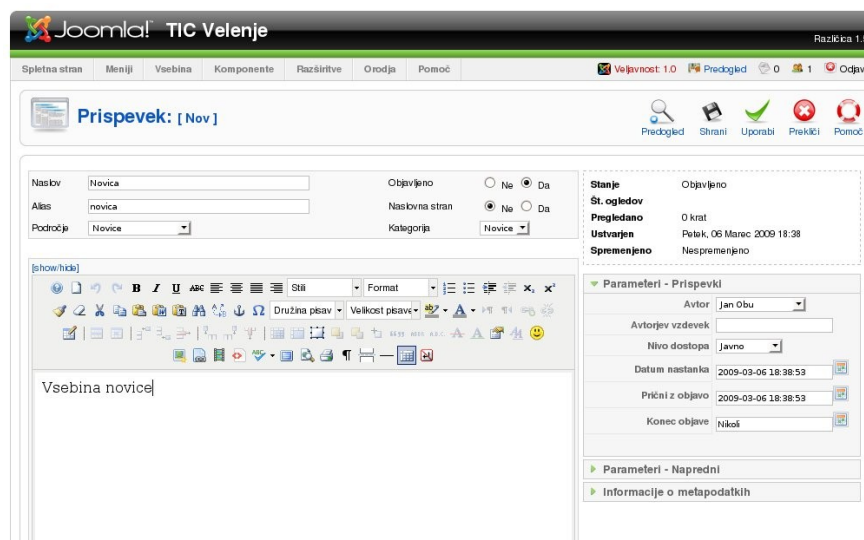 Joomla! TIC Velenje
Različica 1.5
Spletna stran Meniji Vsebina Komponente Razširitve Orodja Pomoč Veljavnost: 1.0 Predogled 0 1 Odjav
Prispevek: [ Nov ]
Predogled Shrani Uporabi Prekliči Pomoč
Naslov Novica Objavljeno Ne Da
Alias novica Naslovna stran Ne Da
Področje Novice Kategorija Novice
Stanje Objavljeno
Št. ogledov
Pregledano 0 krat
Ustvarjen Petek, 06 Marec 2009 18:38
Spremenjeno Nespremenjeno
[show/hide]
B I U ABC Stili Format x₂ x²
Družina pisav Velikost pisave
Vsebina novice
Parameteri - Prispevki
Avtor Jan Obu
Avtorjev vzdevek
Nivo dostopa Javno
Datum nastanka 2009-03-06 18:38:53
Prični z objavo 2009-03-06 18:38:53
Konec objave Nikoli
Parameteri - Napredni
Informacije o metapodatkih